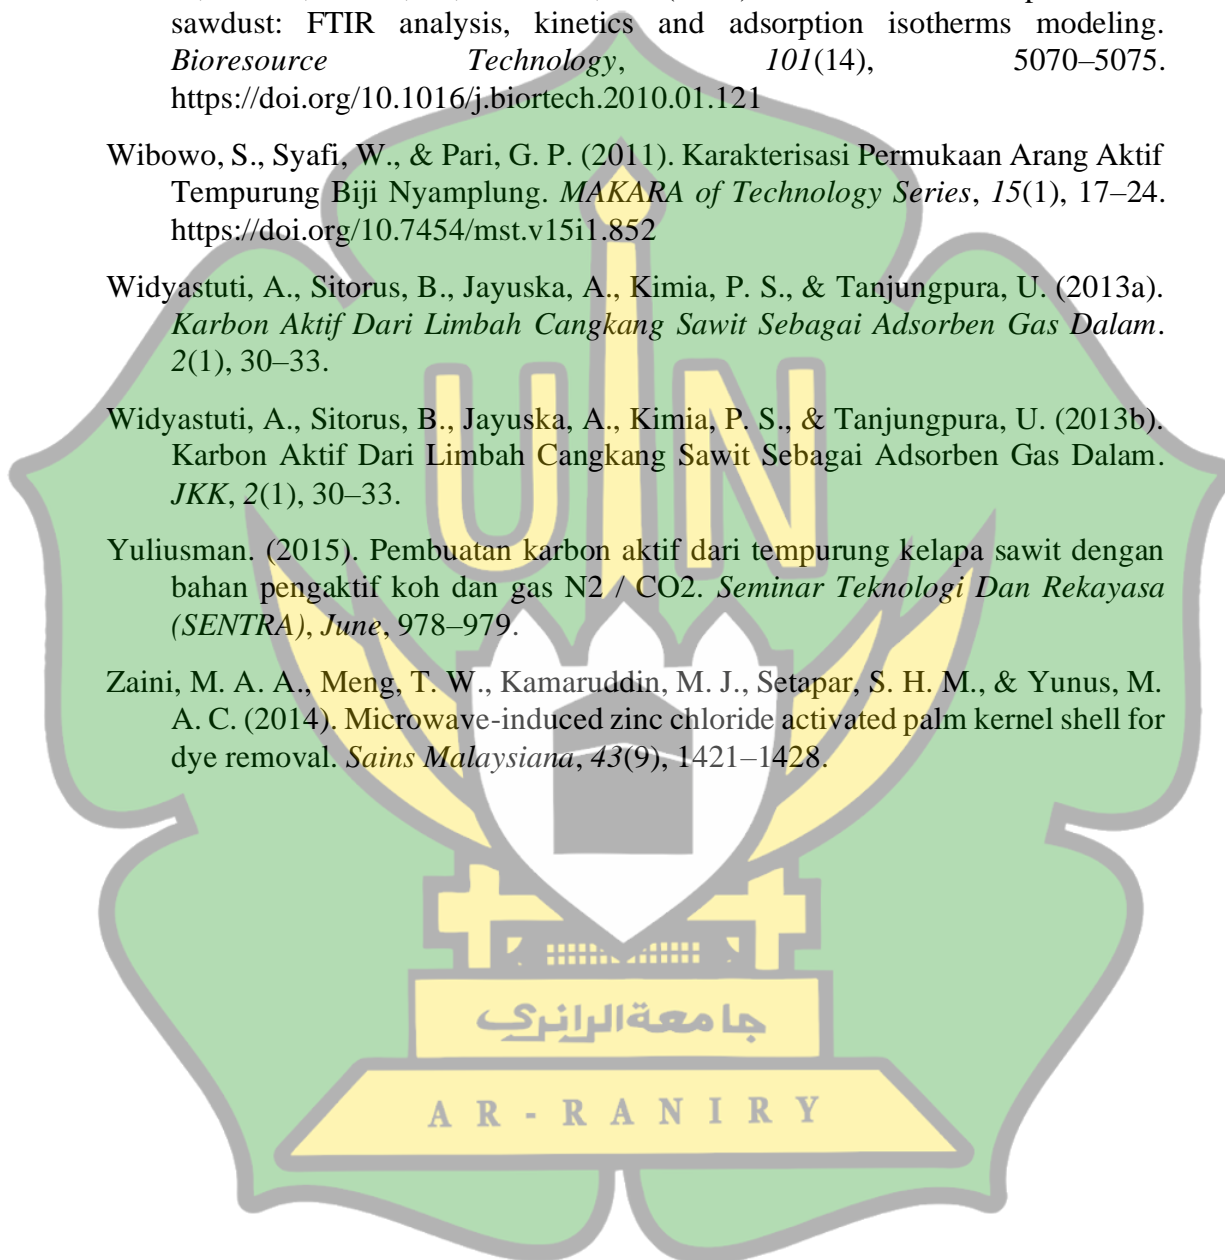 sawdust: FTIR analysis, kinetics and adsorption isotherms modeling.
Bioresource Technology, 101(14), 5070–5075.
https://doi.org/10.1016/j.biortech.2010.01.121
Wibowo, S., Syafi, W., & Pari, G. P. (2011). Karakterisasi Permukaan Arang Aktif
Tempurung Biji Nyamplung. MAKARA of Technology Series, 15(1), 17–24.
https://doi.org/10.7454/mst.v15i1.852
Widyastuti, A., Sitorus, B., Jayuska, A., Kimia, P. S., & Tanjungpura, U. (2013a).
Karbon Aktif Dari Limbah Cangkang Sawit Sebagai Adsorben Gas Dalam.
2(1), 30–33.
Widyastuti, A., Sitorus, B., Jayuska, A., Kimia, P. S., & Tanjungpura, U. (2013b).
Karbon Aktif Dari Limbah Cangkang Sawit Sebagai Adsorben Gas Dalam.
JKK, 2(1), 30–33.
Yuliusman. (2015). Pembuatan karbon aktif dari tempurung kelapa sawit dengan
bahan pengaktif koh dan gas N2 / CO2. Seminar Teknologi Dan Rekayasa
(SENTRA), June, 978–979.
Zaini, M. A. A., Meng, T. W., Kamaruddin, M. J., Setapar, S. H. M., & Yunus, M.
A. C. (2014). Microwave-induced zinc chloride activated palm kernel shell for
dye removal. Sains Malaysiana, 43(9), 1421–1428.
UIN
جامعة الرانري
AR-RANIRY